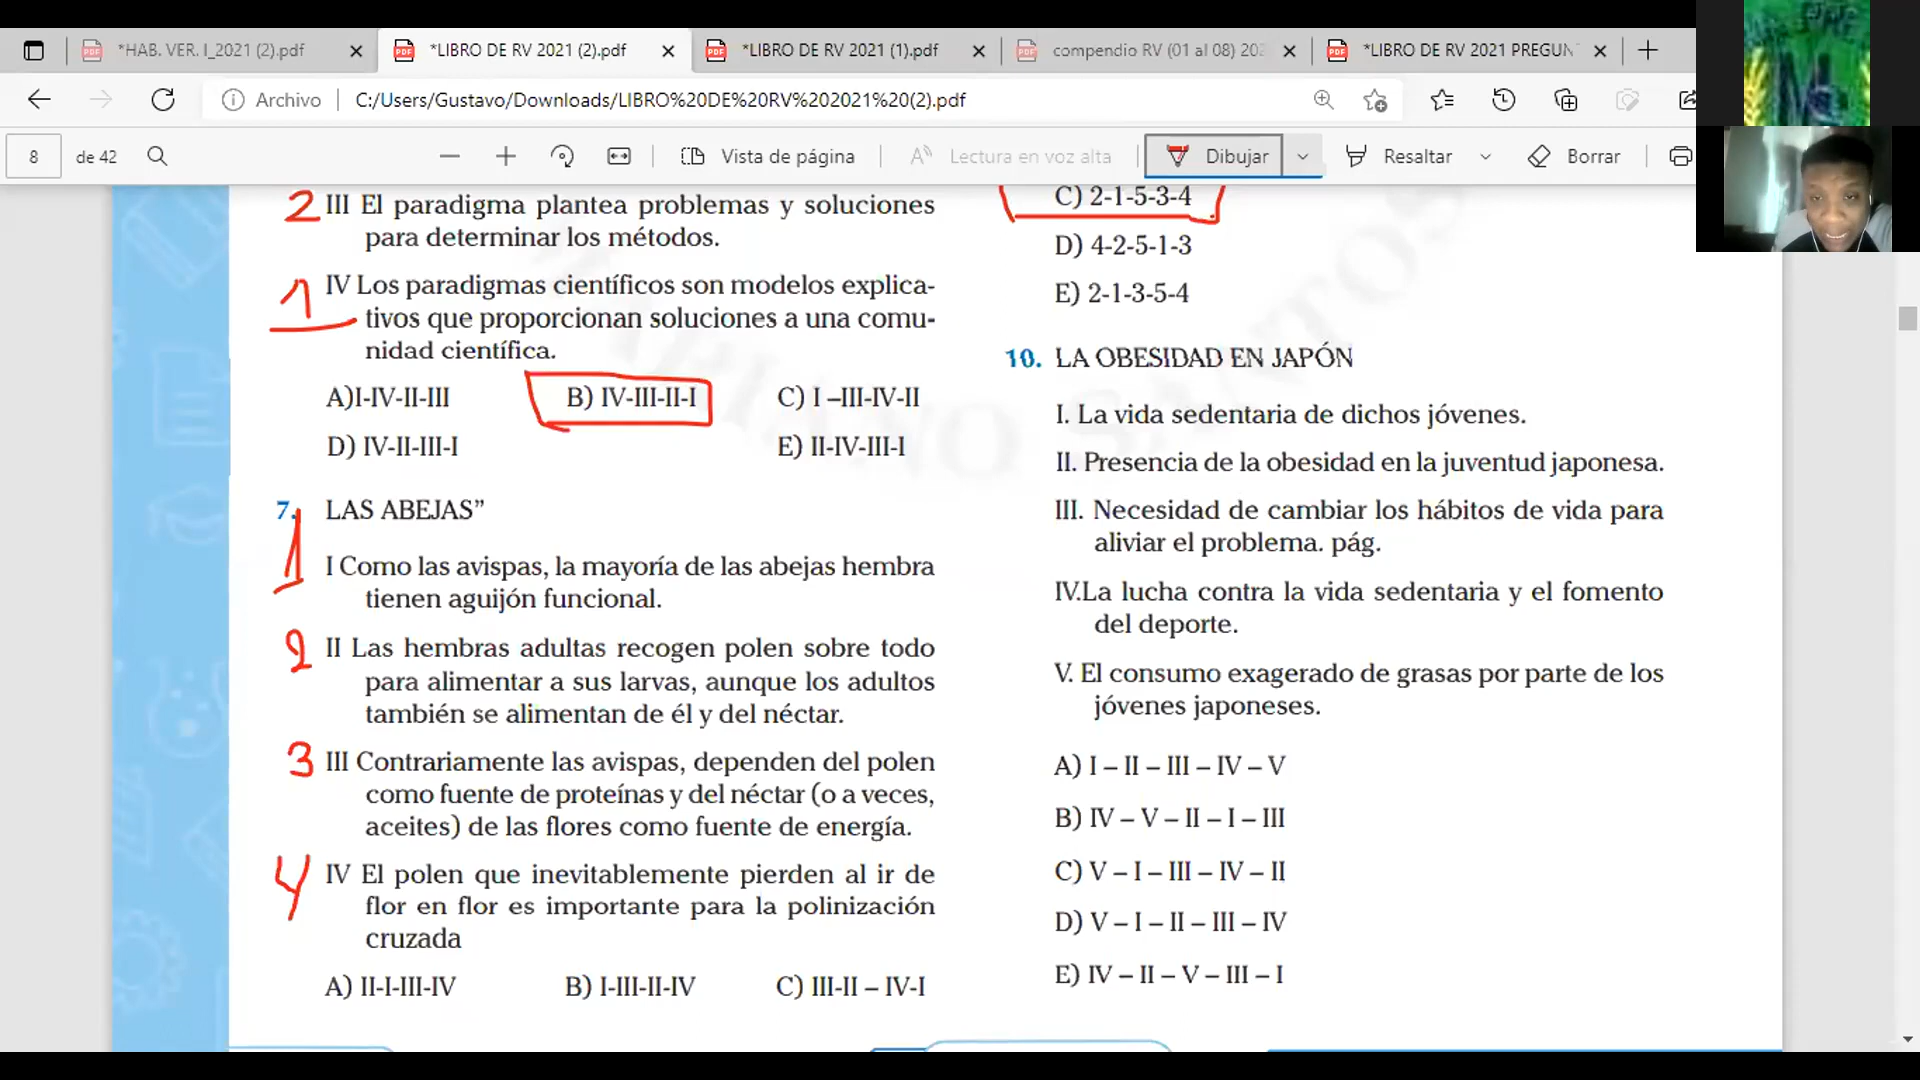 *HAB. VER. I_2021 (2).pdf
*LIBRO DE RV 2021 (2).pdf
*LIBRO DE RV 2021 (1).pdf
compendio RV (01 al 08) 202
*LIBRO DE RV 2021 PREGUN
Archivo
C:/Users/Gustavo/Downloads/LIBRO%20DE%20RV%202021%20(2).pdf
8 de 42
Vista de página
Lectura en voz alta
Dibujar
Resaltar
Borrar
2 III El paradigma plantea problemas y soluciones
para determinar los métodos.
1 IV Los paradigmas científicos son modelos explica-
tivos que proporcionan soluciones a una comu-
nidad científica.
A)I-IV-II-III B) IV-III-II-I C) I –III-IV-II
D) IV-II-III-I E) II-IV-III-I
7. LAS ABEJAS”
1 I Como las avispas, la mayoría de las abejas hembra
tienen aguijón funcional.
2 II Las hembras adultas recogen polen sobre todo
para alimentar a sus larvas, aunque los adultos
también se alimentan de él y del néctar.
3 III Contrariamente las avispas, dependen del polen
como fuente de proteínas y del néctar (o a veces,
aceites) de las flores como fuente de energía.
4 IV El polen que inevitablemente pierden al ir de
flor en flor es importante para la polinización
cruzada
A) II-I-III-IV B) I-III-II-IV C) III-II – IV-I
C) 2-1-5-3-4
D) 4-2-5-1-3
E) 2-1-3-5-4
10. LA OBESIDAD EN JAPÓN
I. La vida sedentaria de dichos jóvenes.
II. Presencia de la obesidad en la juventud japonesa.
III. Necesidad de cambiar los hábitos de vida para
aliviar el problema. pág.
IV.La lucha contra la vida sedentaria y el fomento
del deporte.
V. El consumo exagerado de grasas por parte de los
jóvenes japoneses.
A) I – II – III – IV – V
B) IV – V – II – I – III
C) V – I – III – IV – II
D) V – I – II – III – IV
E) IV – II – V – III – I